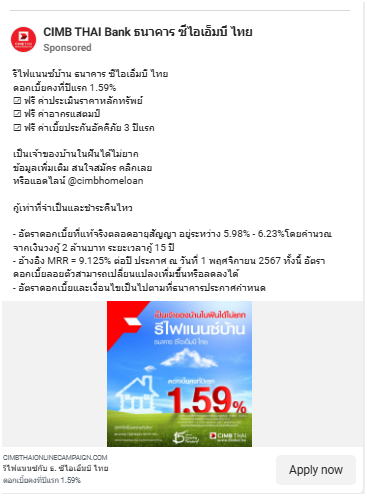 CIMB THAI Bank ธนาคาร ซีไอเอ็มบี ไทย
Sponsored
รีไฟแนนซ์บ้าน ธนาคาร ซีไอเอ็มบี ไทย
ดอกเบี้ยคงที่ปีแรก 1.59%
☑ ฟรี ค่าประเมินราคาหลักทรัพย์
☑ ฟรี ค่าอากรแสตมป์
☑ ฟรี ค่าเบี้ยประกันอัคคีภัย 3 ปีแรก
เป็นเจ้าของบ้านในฝันได้ไม่ยาก
ข้อมูลเพิ่มเติม สนใจสมัคร คลิกเลย
หรือแอดไลน์ @cimbhomeloan
กู้เท่าที่จำเป็นและชำระคืนไหว
- อัตราดอกเบี้ยที่แท้จริงตลอดอายุสัญญา อยู่ระหว่าง 5.98% - 6.23%โดยคำนวณ
จากเงินวงกู้ 2 ล้านบาท ระยะเวลากู้ 15 ปี
- อ้างอิง MRR = 9.125% ต่อปี ประกาศ ณ วันที่ 1 พฤศจิกายน 2567 ทั้งนี้ อัตรา
ดอกเบี้ยลอยตัวสามารถเปลี่ยนแปลงเพิ่มขึ้นหรือลดลงได้
- อัตราดอกเบี้ยและเงื่อนไขเป็นไปตามที่ธนาคารประกาศกำหนด
เป็นเจ้าของบ้านในฝันได้ไม่ยาก
รีไฟแนนซ์บ้าน
ธนาคาร ซีไอเอ็มบี ไทย
ดอกเบี้ยคงที่ปีแรก
1.59%
CIMB THAI
CIMBTHAIONLINECAMPAIGN.COM
รีไฟแนนซ์กับ ธ. ซีไอเอ็มบี ไทย
ดอกเบี้ยคงที่ปีแรก 1.59%
Apply now